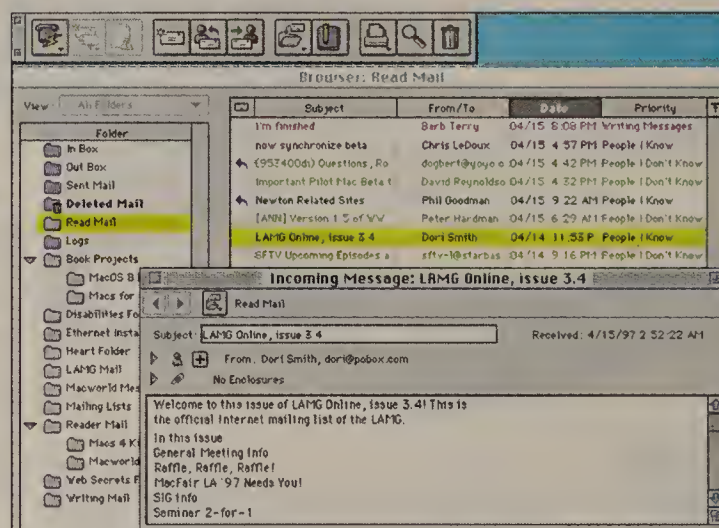 Browser: Read Mail
View: All Folders
Folder
In Box
Out Box
Sent Mail
Deleted Mail
Read Mail
Logs
Book Projects
MacOS 8
Macs for
Disabilities Fo
Ethernet Insta
Heart Folder
LAMG Mail
Macworld Mes
Mailing Lists
Reader Mail
Macs 4 Ki
Macworld
Web Secrets
Writing Mail
Subject From/To Date Priority
I'm finished Barb Terry 04/15 8:08 PM Writing Messages
now synchronize beta Chris LeDoux 04/15 4:57 PM People I Know
(953400di) Questions, Ro dogbert@yoyo.o 04/15 4:42 PM People I Don't Know
Important Pilot Mac Beta t David Reynoldso 04/15 4:32 PM People I Don't Know
Newton Related Sites Phil Goodman 04/15 9:22 AM People I Know
[ANN] Version 1.5 of WW Peter Hardman 04/15 6:29 AM People I Don't Know
LAMG Online, issue 3.4 Dori Smith 04/14 11:53 P People I Know
SFTV Upcoming Episodes a sftv-l@starbas 04/14 9:16 PM People I Don't Know
Incoming Message: LAMG Online, issue 3.4
Read Mail
Subject: LAMG Online, issue 3.4 Received: 4/15/97 2:52:22 AM
From: Dori Smith, dori@pobox.com
No Enclosures
Welcome to this issue of LAMG Online, issue 3.4! This is
the official Internet mailing list of the LAMG.
In this issue
General Meeting Info
Raffle, Raffle, Raffle!
MacFair LA '97 Needs You!
SIG Info
Seminar 2-for-1